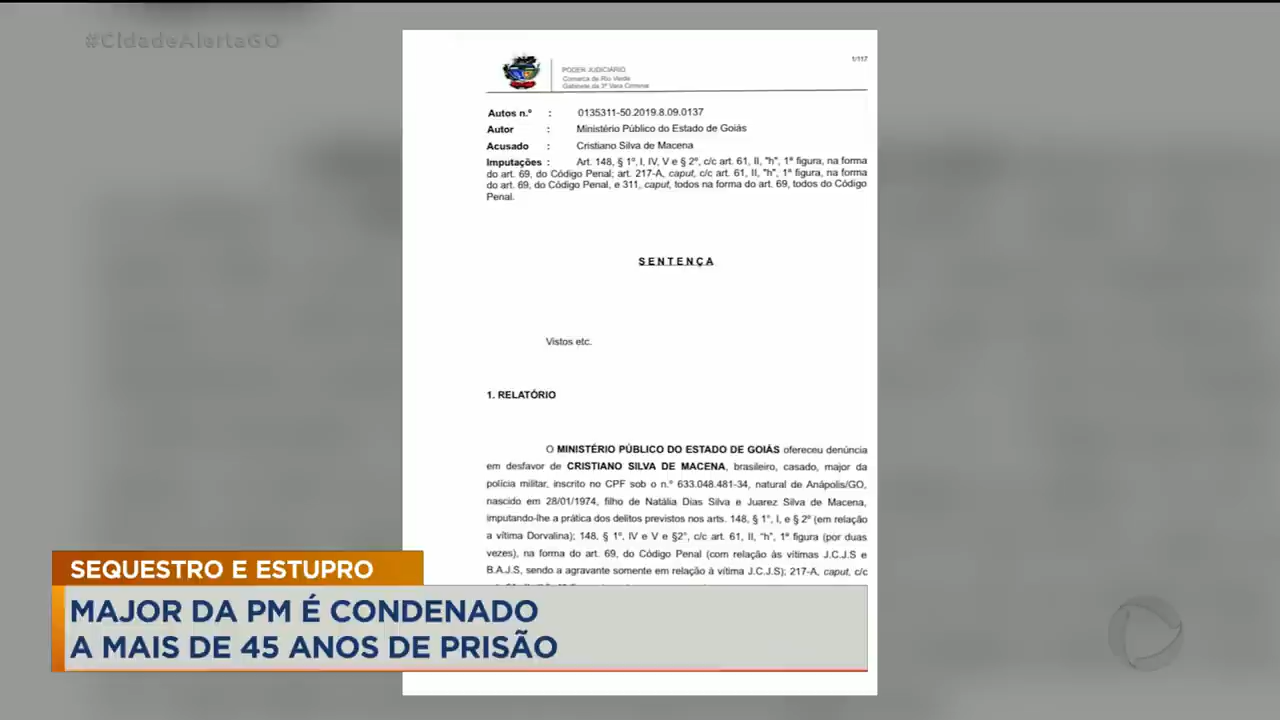 #CidadeAlertaGO
1/117
PODER JUDICIÁRIO
Comarca de Rio Verde
Gabinete da 3ª Vara Criminal
Autos n.º : 0135311-50.2019.8.09.0137
Autor : Ministério Público do Estado de Goiás
Acusado : Cristiano Silva de Macena
Imputações : Art. 148, § 1º, I, IV, V e § 2º, c/c art. 61, II, "h", 1ª figura, na forma
do art. 69, do Código Penal; art. 217-A, caput, c/c art. 61, II, "h", 1ª figura, na forma
do art. 69, do Código Penal, e 311, caput, todos na forma do art. 69, todos do Código
Penal.
SENTENÇA
Vistos etc.
1. RELATÓRIO
O MINISTÉRIO PÚBLICO DO ESTADO DE GOIÁS ofereceu denúncia
em desfavor de CRISTIANO SILVA DE MACENA, brasileiro, casado, major da
polícia militar, inscrito no CPF sob o n.º 633.048.481-34, natural de Anápolis/GO,
nascido em 28/01/1974, filho de Natália Dias Silva e Juarez Silva de Macena,
imputando-lhe a prática dos delitos previstos nos arts. 148, § 1°, I, e § 2º (em relação
a vítima Dorvalina); 148, § 1º, IV e V e §2°, c/c art. 61, II, "h", 1ª figura (por duas
vezes), na forma do art. 69, do Código Penal (com relação às vítimas J.C.J.S e
B.A.J.S, sendo a agravante somente em relação à vítima J.C.J.S); 217-A, caput, c/c
SEQUESTRO E ESTUPRO
MAJOR DA PM É CONDENADO
A MAIS DE 45 ANOS DE PRISÃO